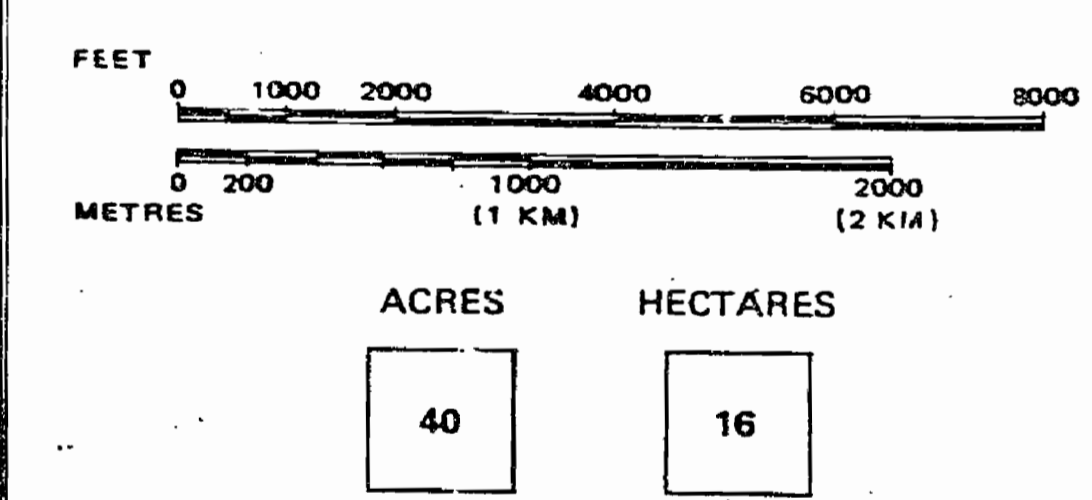 FEET
0 1000 2000 4000 6000 8000
0 200 1000 2000
METRES (1 KM) (2 KM)
ACRES HECTARES
40 16